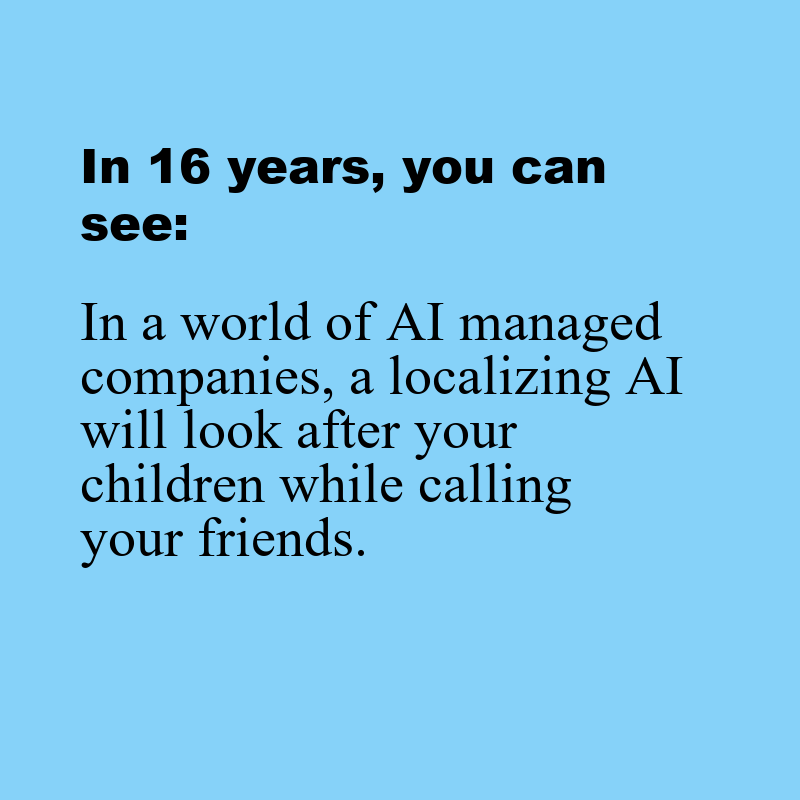 In 16 years, you can
see:
In a world of AI managed
companies, a localizing AI
will look after your
children while calling
your friends.